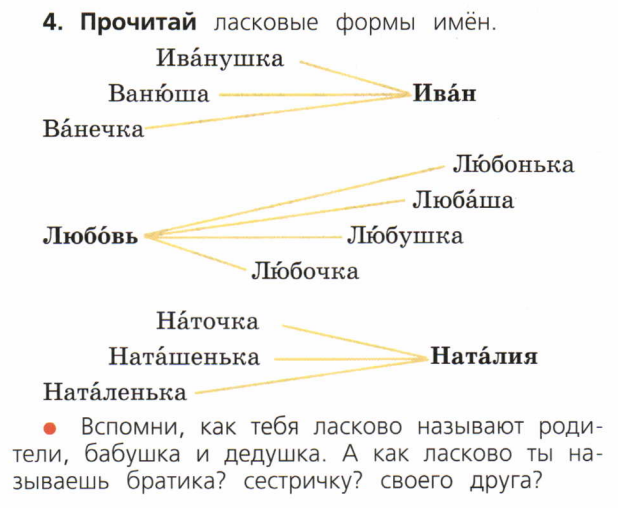 4. Прочитай ласковые формы имён.
Ива́нушка
Ваню́ша
Ива́н
Ва́нечка
Лю́бонька
Люба́ша
Любо́вь
Лю́бушка
Лю́бочка
На́точка
Ната́шенька
Ната́лия
Ната́ленька
● Вспомни, как тебя ласково называют роди-
тели, бабушка и дедушка. А как ласково ты на-
зываешь братика? сестричку? своего друга?